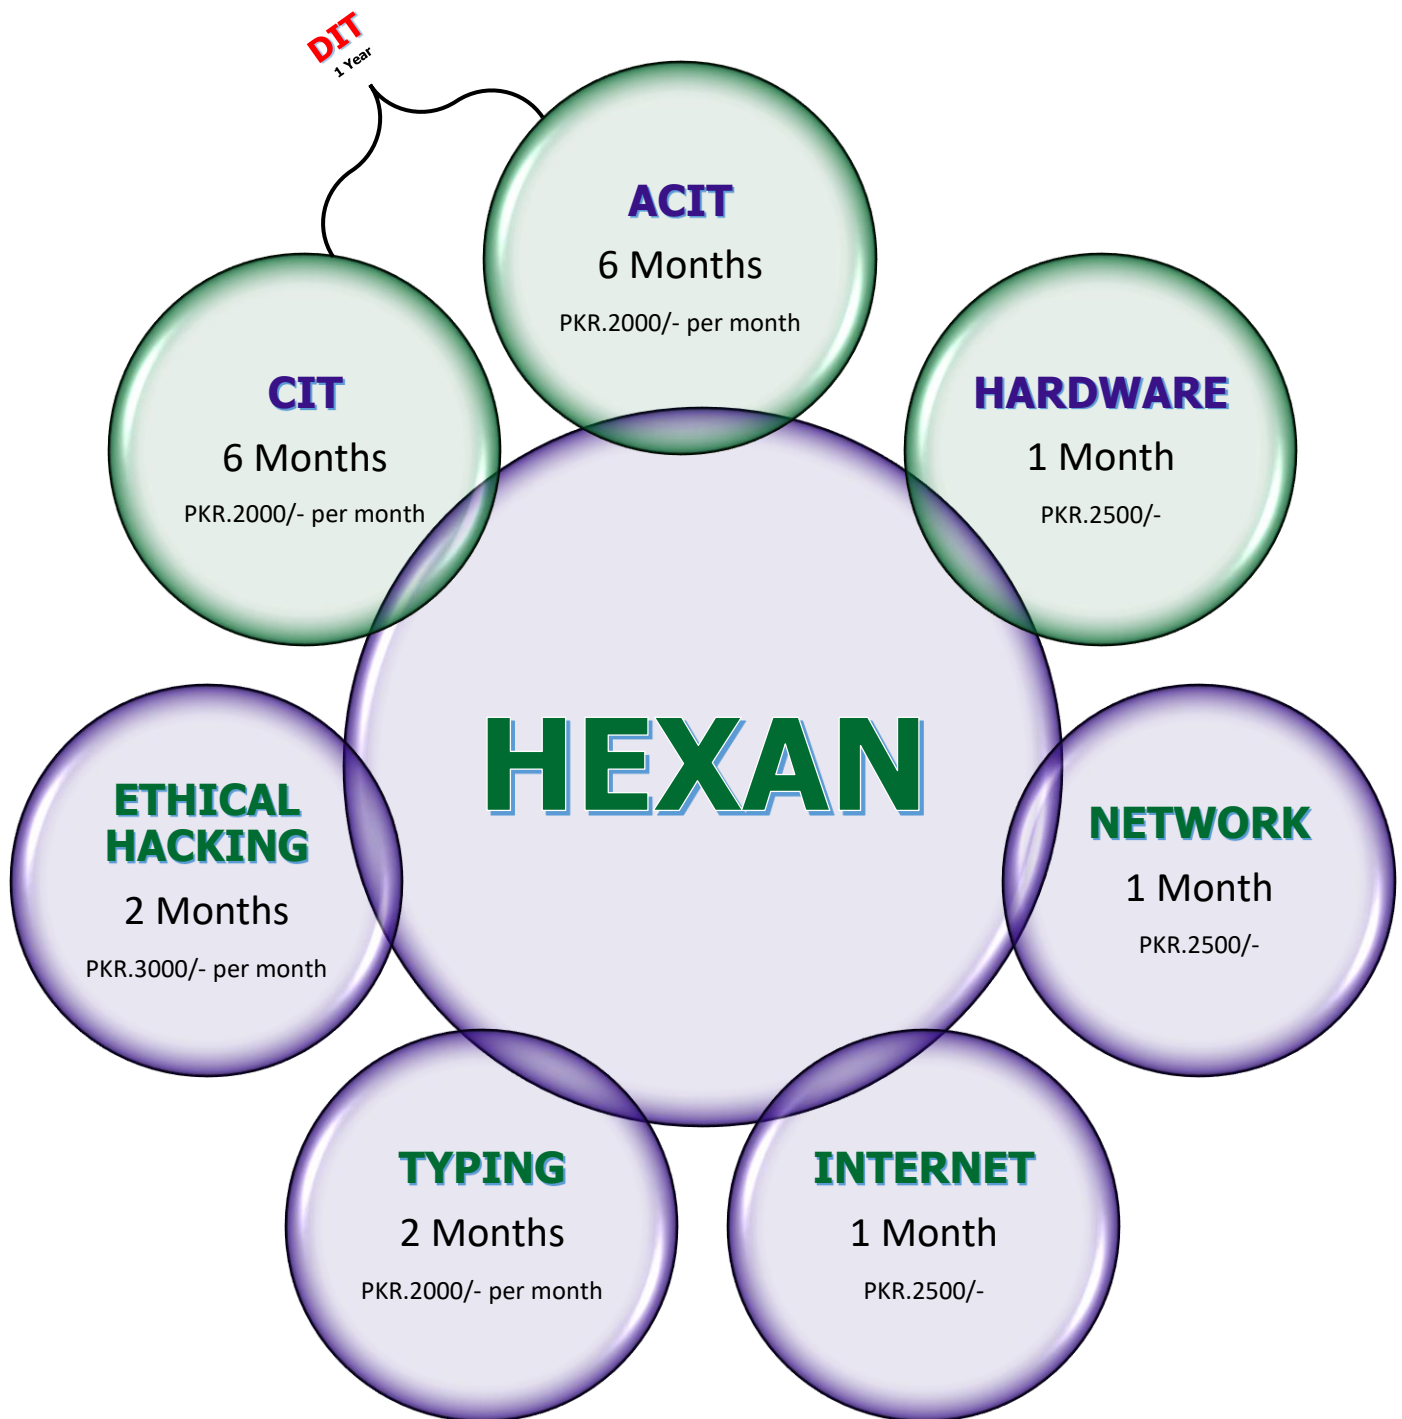 DIT
1 Year
ACIT
6 Months
PKR.2000/- per month
CIT
6 Months
PKR.2000/- per month
HARDWARE
1 Month
PKR.2500/-
HEXAN
ETHICAL
HACKING
2 Months
PKR.3000/- per month
NETWORK
1 Month
PKR.2500/-
TYPING
2 Months
PKR.2000/- per month
INTERNET
1 Month
PKR.2500/-